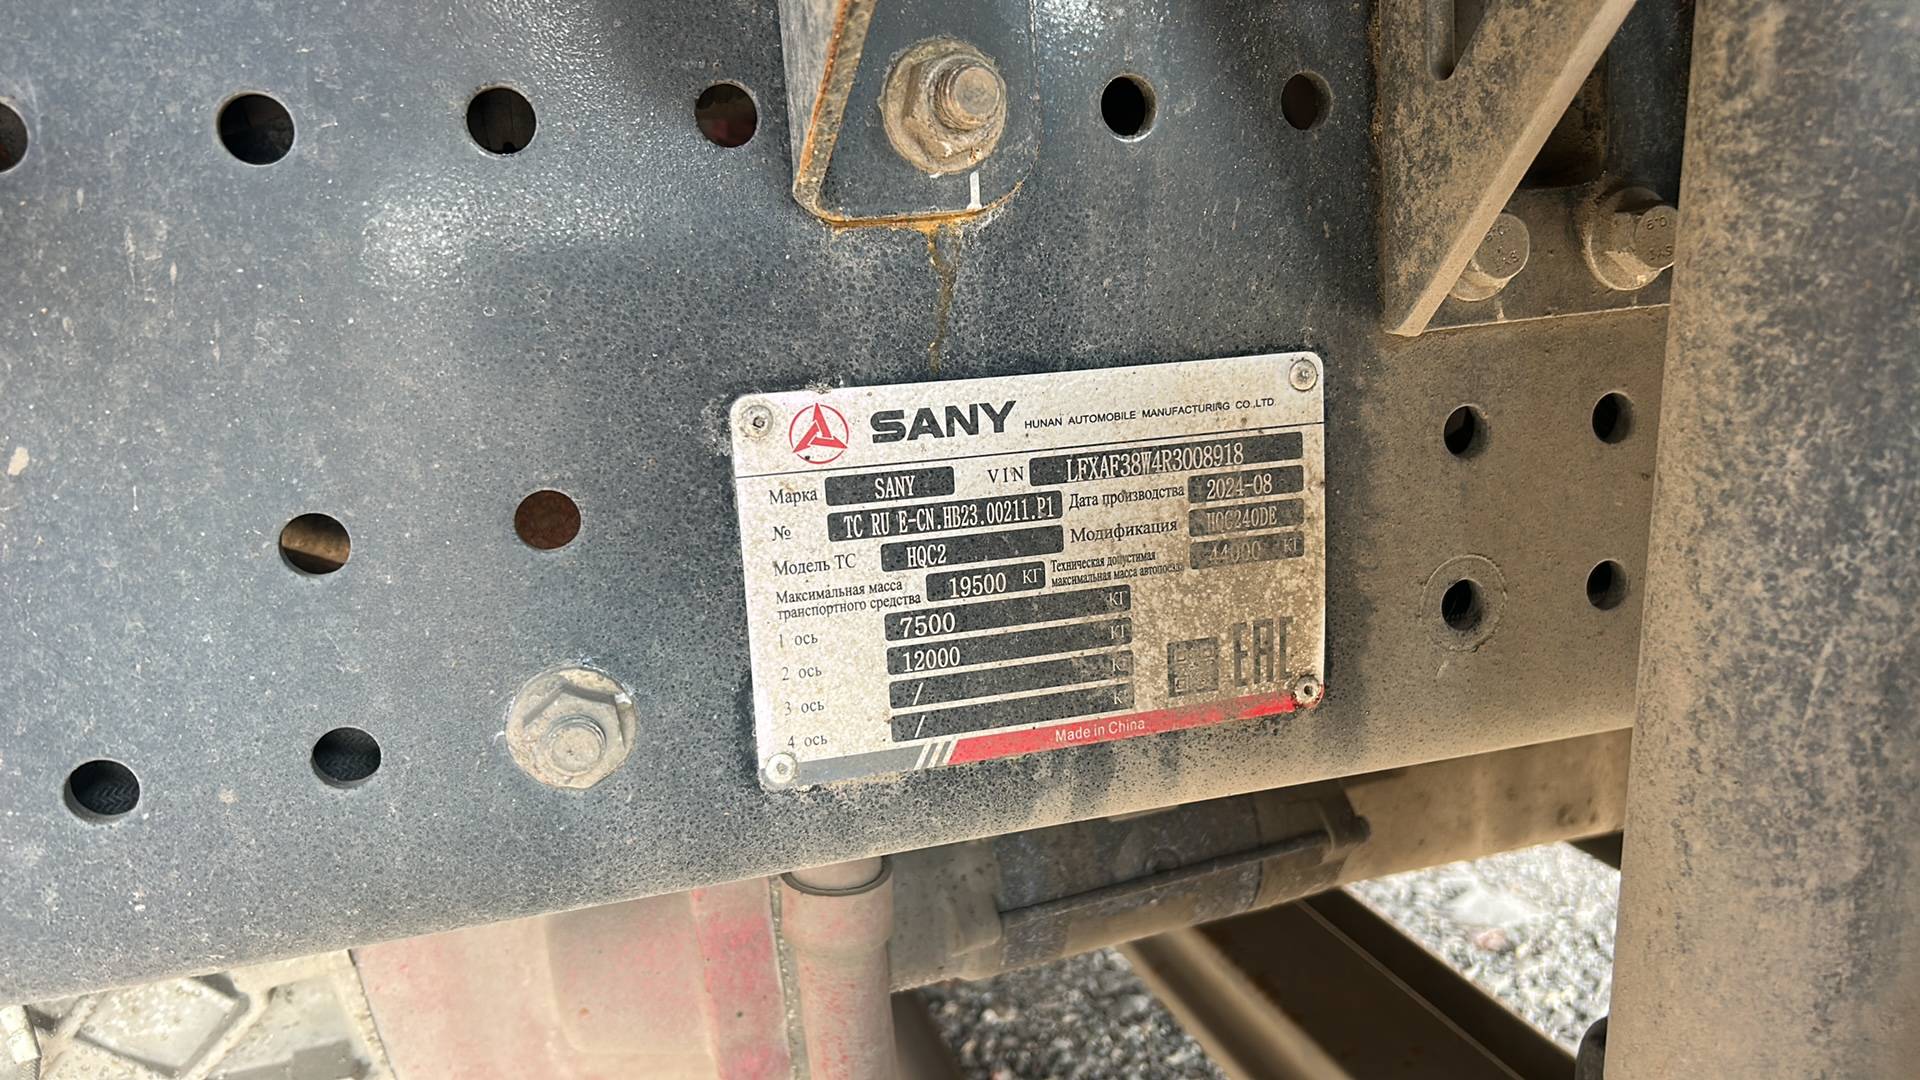 SANY HUNAN AUTOMOBILE MANUFACTURING CO.,LTD.
Марка SANY VIN LFXAF38W4R3008918
№ TC RU E-CN.HB23.00211.P1 Дата производства 2024-08
Модель ТС HQC2 Модификация HQC240DE
Максимальная масса транспортного средства 19500 КГ Техническая допустимая максимальная масса автопоезда 44000 КГ
1 ось 7500 КГ
2 ось 12000 КГ
3 ось / К
4 ось / К
EAC
Made in China